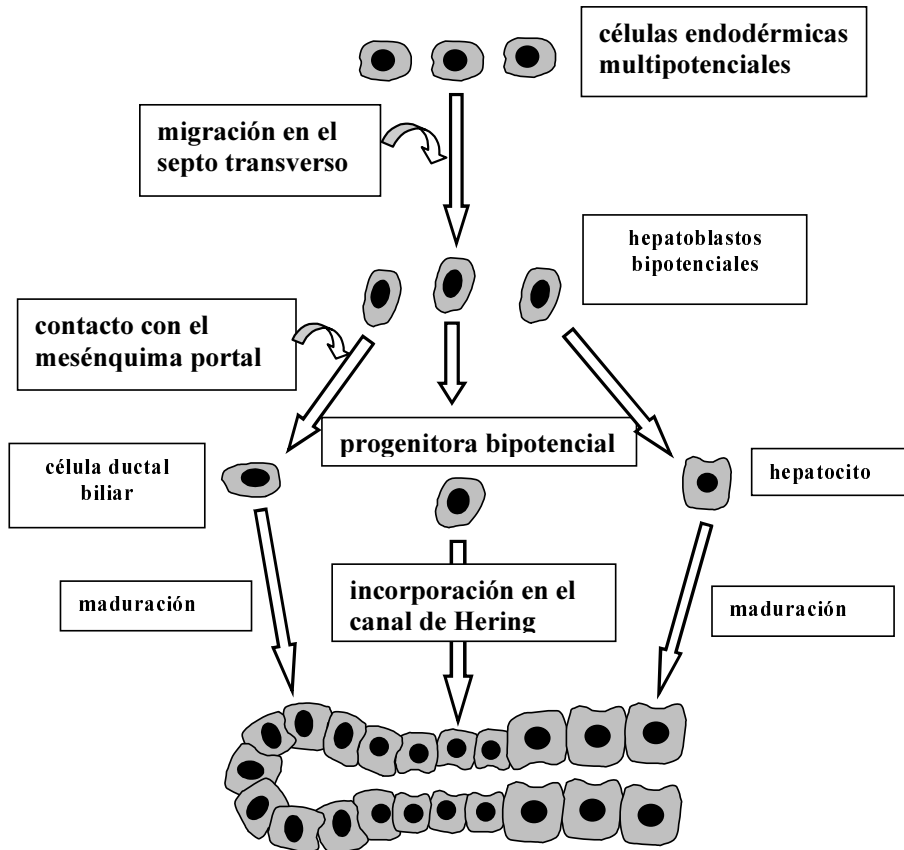 células endodérmicas
multipotenciales
migración en el
septo transverso
hepatoblastos
bipotenciales
contacto con el
mesénquima portal
progenitora bipotencial
célula ductal
biliar
hepatocito
maduración
incorporación en el
canal de Hering
maduración